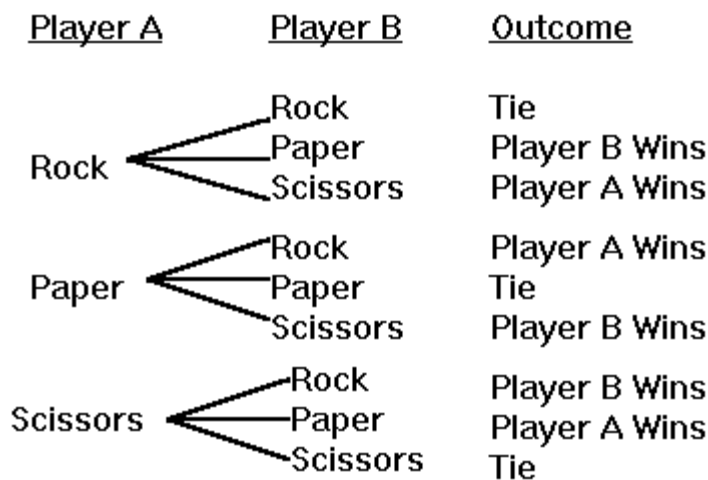 Player A Player B Outcome
Rock Tie
Paper Player B Wins
Rock
Scissors Player A Wins
Rock Player A Wins
Paper Paper Tie
Scissors Player B Wins
Rock Player B Wins
Scissors Paper Player A Wins
Scissors Tie